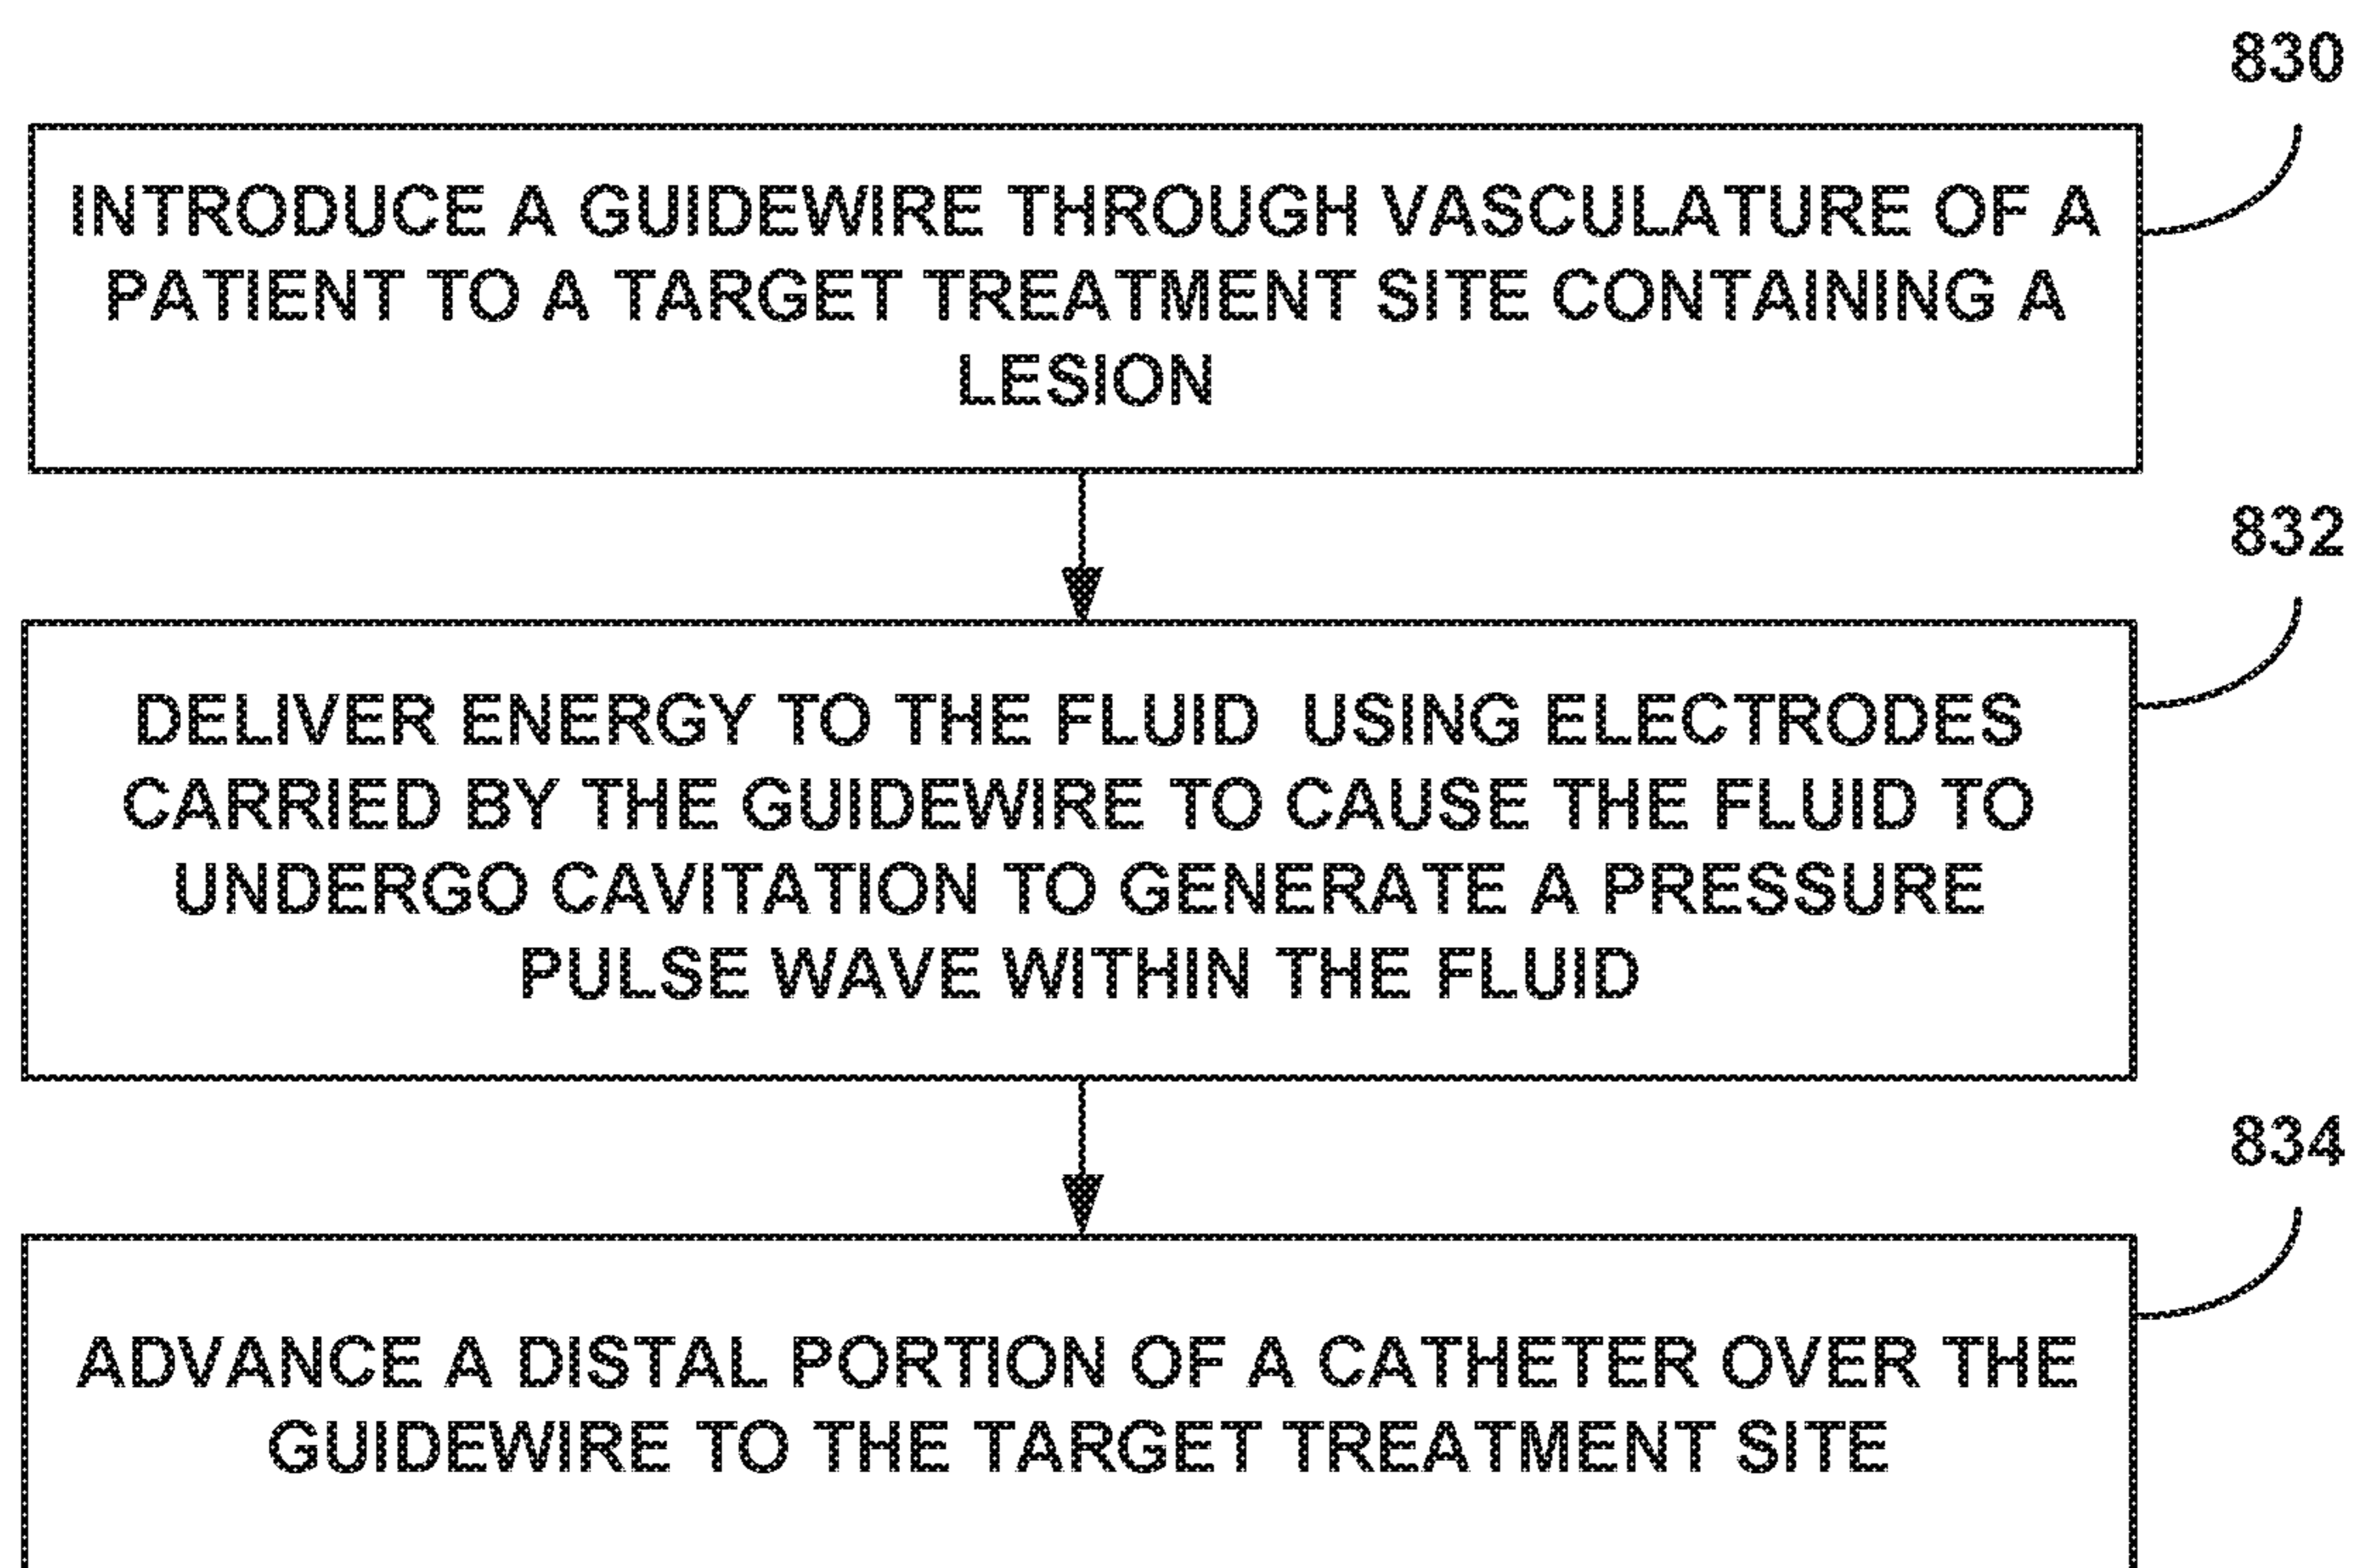 830
INTRODUCE A GUIDEWIRE THROUGH VASCULATURE OF A
PATIENT TO A TARGET TREATMENT SITE CONTAINING A
LESION
832
DELIVER ENERGY TO THE FLUID USING ELECTRODES
CARRIED BY THE GUIDEWIRE TO CAUSE THE FLUID TO
UNDERGO CAVITATION TO GENERATE A PRESSURE
PULSE WAVE WITHIN THE FLUID
834
ADVANCE A DISTAL PORTION OF A CATHETER OVER THE
GUIDEWIRE TO THE TARGET TREATMENT SITE